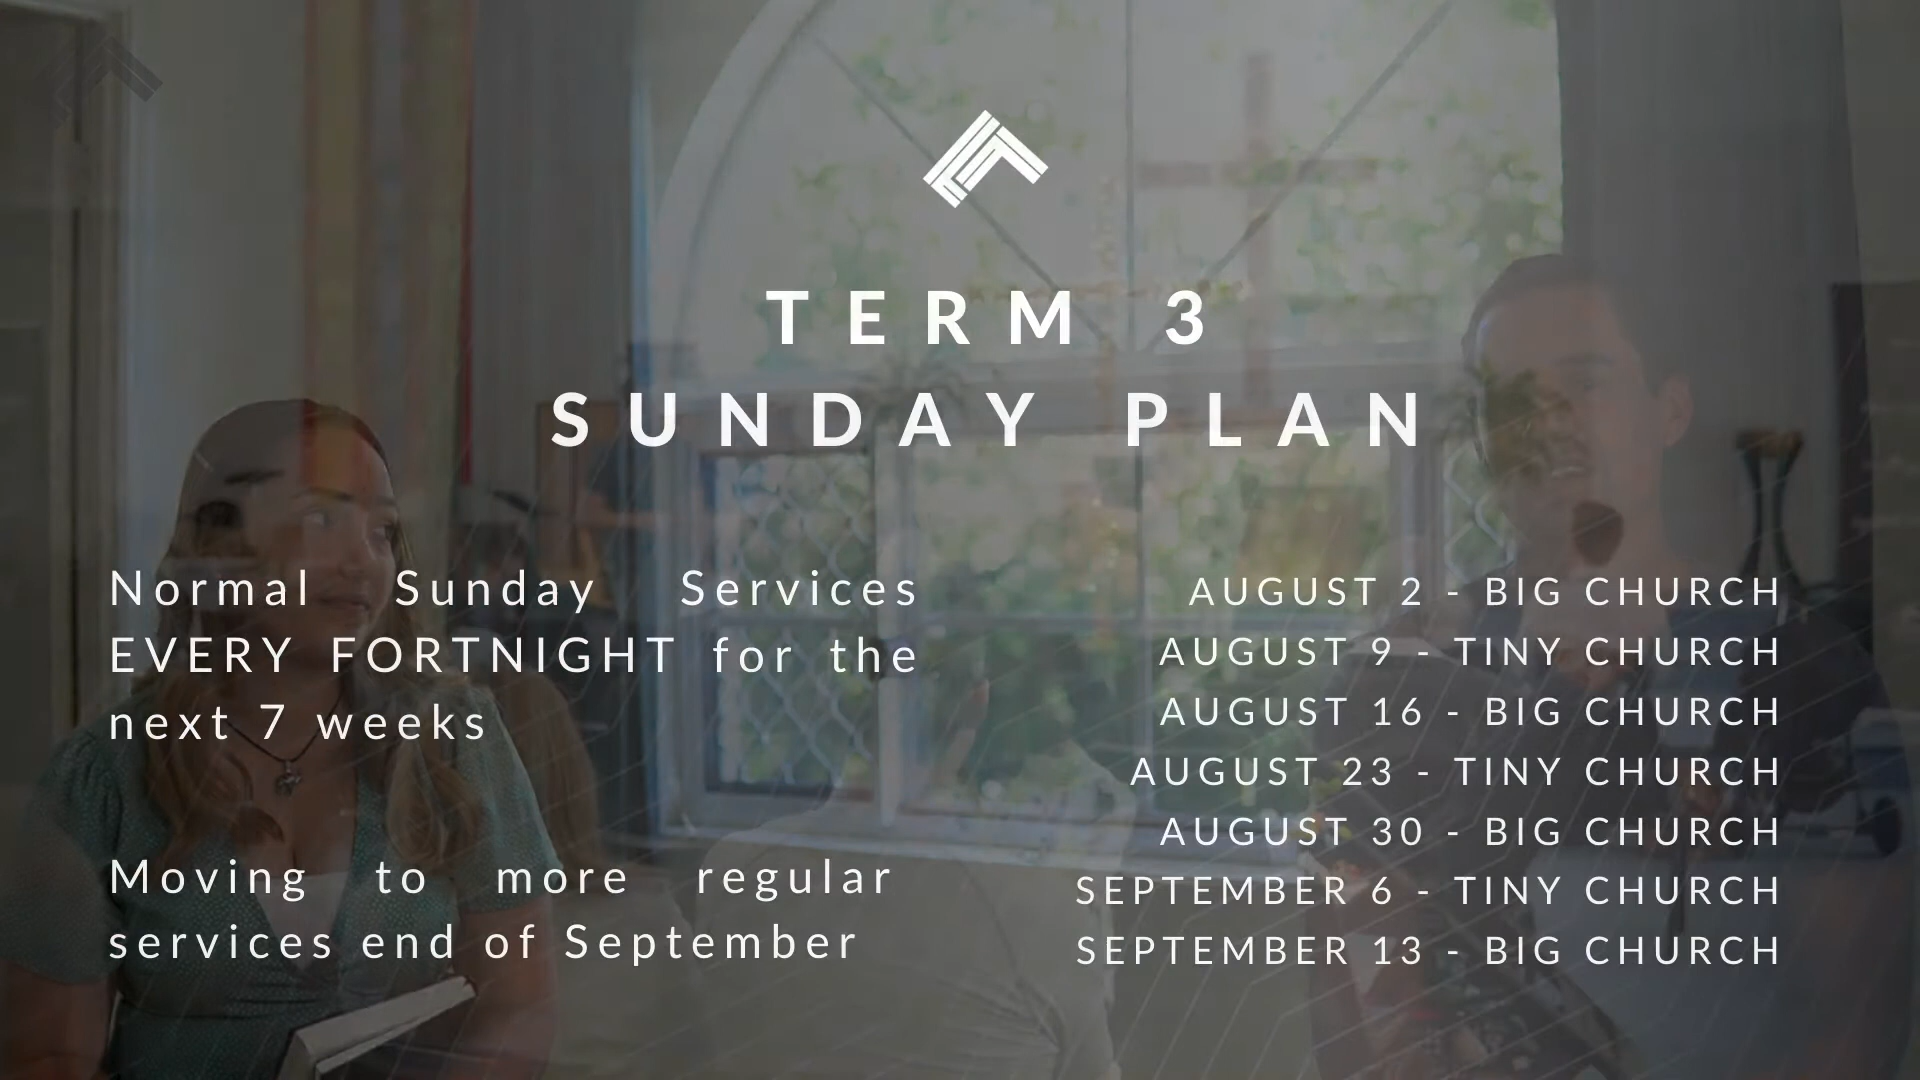 TERM 3
SUNDAY PLAN
Normal Sunday Services
EVERY FORTNIGHT for the
next 7 weeks
Moving to more regular
services end of September
AUGUST 2 - BIG CHURCH
AUGUST 9 - TINY CHURCH
AUGUST 16 - BIG CHURCH
AUGUST 23 - TINY CHURCH
AUGUST 30 - BIG CHURCH
SEPTEMBER 6 - TINY CHURCH
SEPTEMBER 13 - BIG CHURCH